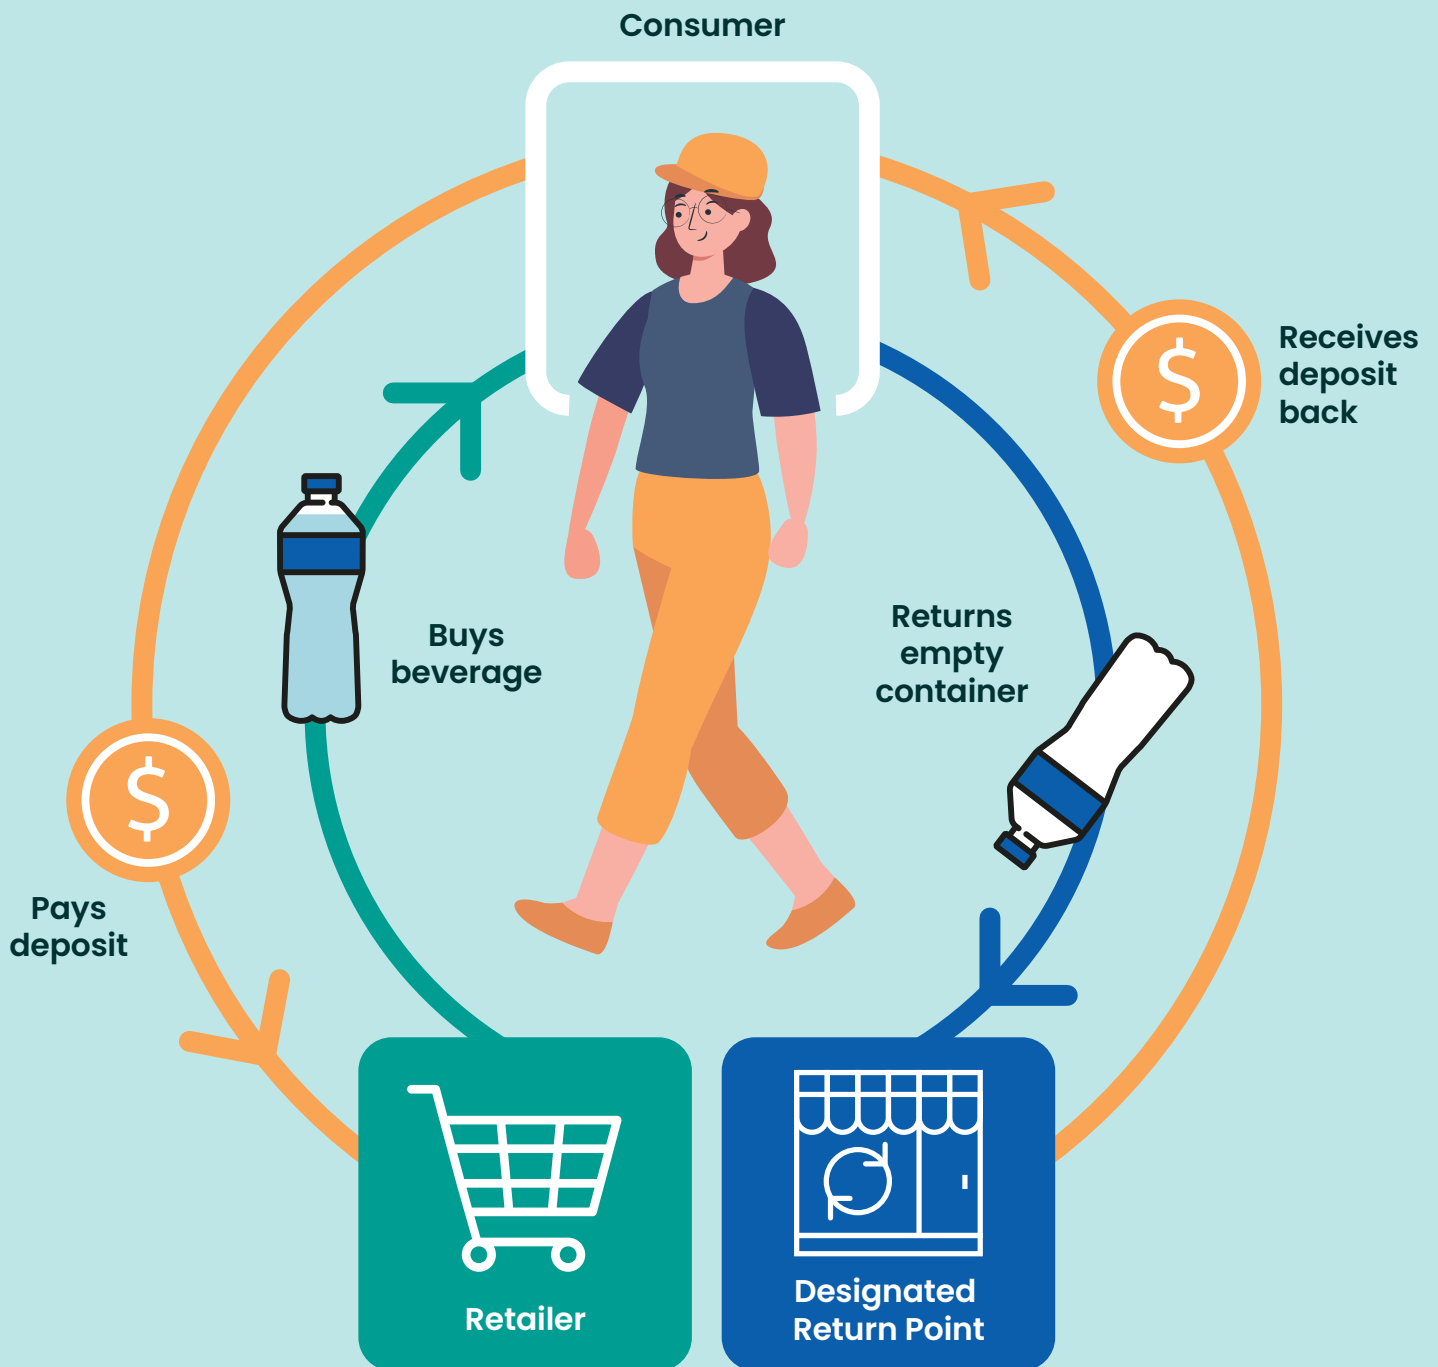 Consumer
Receives
deposit
back
$
Buys
beverage
Returns
empty
container
$
Pays
deposit
Retailer
Designated
Return Point